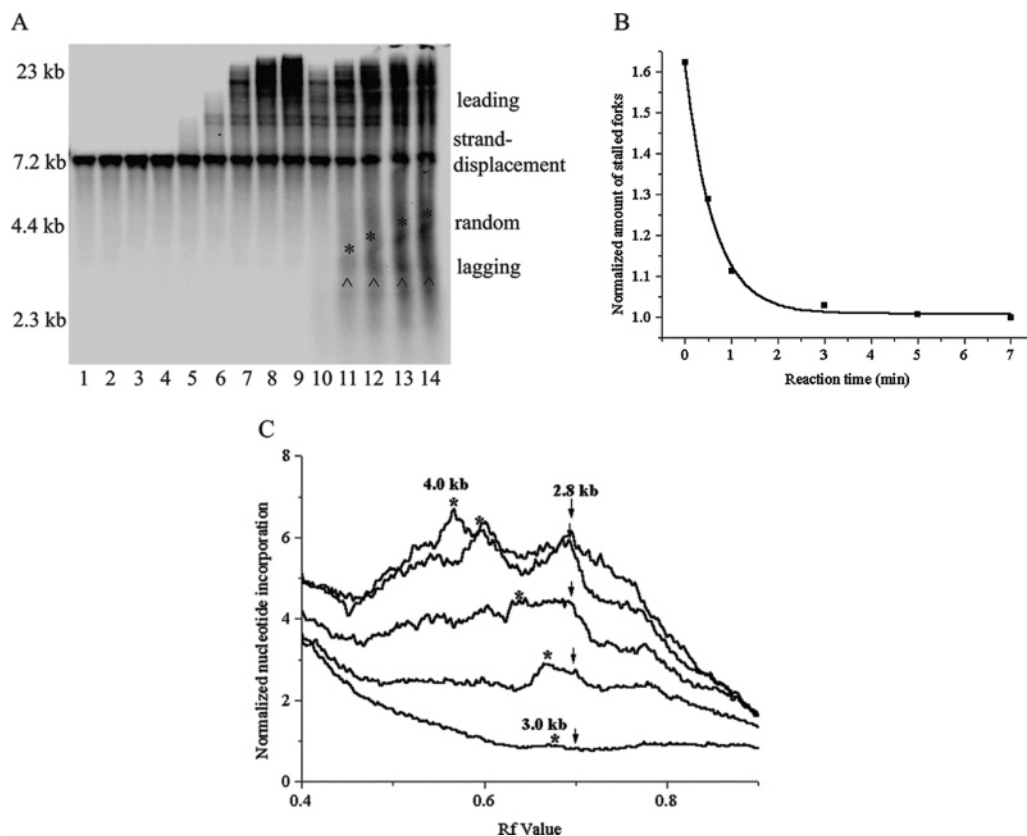 A
23 kb
7.2 kb
4.4 kb
2.3 kb
leading
strand-
displacement
random
lagging
* * * *
^ ^ ^ ^
1 2 3 4 5 6 7 8 9 10 11 12 13 14
B
Normalized amount of stalled forks
1.6
1.5
1.4
1.3
1.2
1.1
1.0
0 1 2 3 4 5 6 7
Reaction time (min)
C
Normalized nucleotide incorporation
8
6
4
2
0
4.0 kb
2.8 kb
*
*
*
*
3.0 kb
*
0.4 0.6 0.8
Rf Value